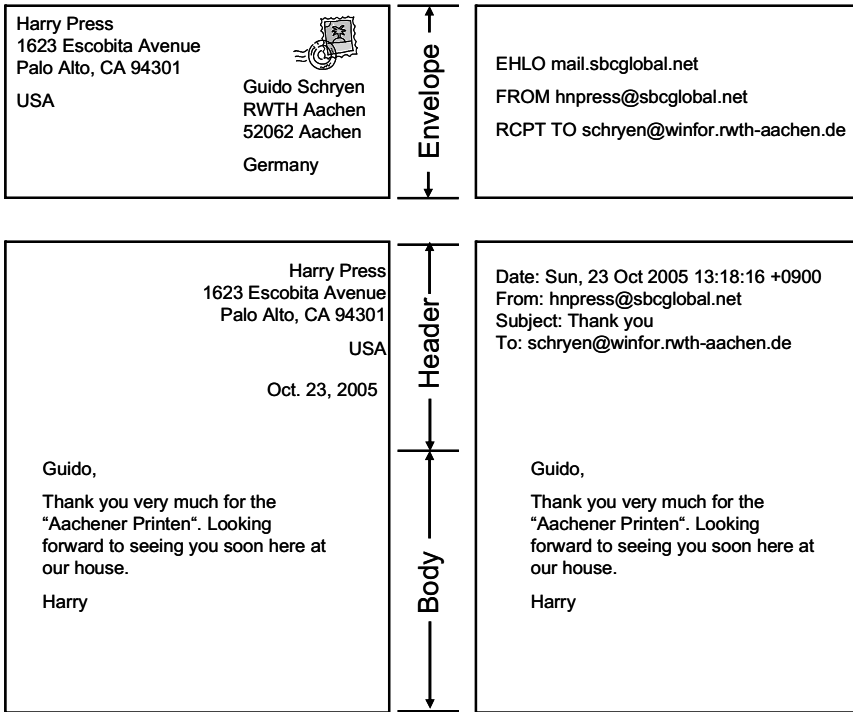 Harry Press
1623 Escobita Avenue
Palo Alto, CA 94301
USA
Guido Schryen
RWTH Aachen
52062 Aachen
Germany
Envelope
EHLO mail.sbcglobal.net
FROM hnpress@sbcglobal.net
RCPT TO schryen@winfor.rwth-aachen.de
Harry Press
1623 Escobita Avenue
Palo Alto, CA 94301
USA
Oct. 23, 2005
Header
Date: Sun, 23 Oct 2005 13:18:16 +0900
From: hnpress@sbcglobal.net
Subject: Thank you
To: schryen@winfor.rwth-aachen.de
Guido,
Thank you very much for the
“Aachener Printen“. Looking
forward to seeing you soon here at
our house.
Harry
Body
Guido,
Thank you very much for the
“Aachener Printen“. Looking
forward to seeing you soon here at
our house.
Harry